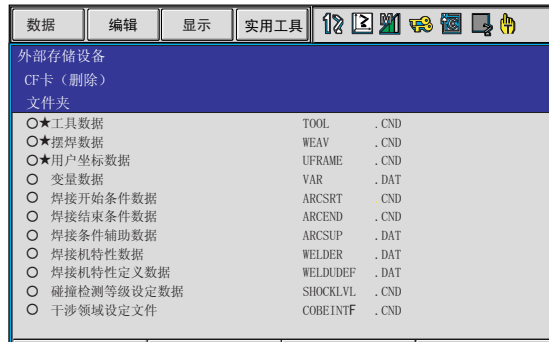 数据 编辑 显示 实用工具
外部存储设备
CF卡（删除）
文件夹
○★工具数据 TOOL .CND
○★摆焊数据 WEAV .CND
○★用户坐标数据 UFRAME .CND
○ 变量数据 VAR .DAT
○ 焊接开始条件数据 ARCSRT .CND
○ 焊接结束条件数据 ARCEND .CND
○ 焊接条件辅助数据 ARCSUP .DAT
○ 焊接机特性数据 WELDER .DAT
○ 焊接机特性定义数据 WELDUDEF .DAT
○ 碰撞检测等级设定数据 SHOCKLVL .CND
○ 干涉领域设定文件 COBEINTF .CND